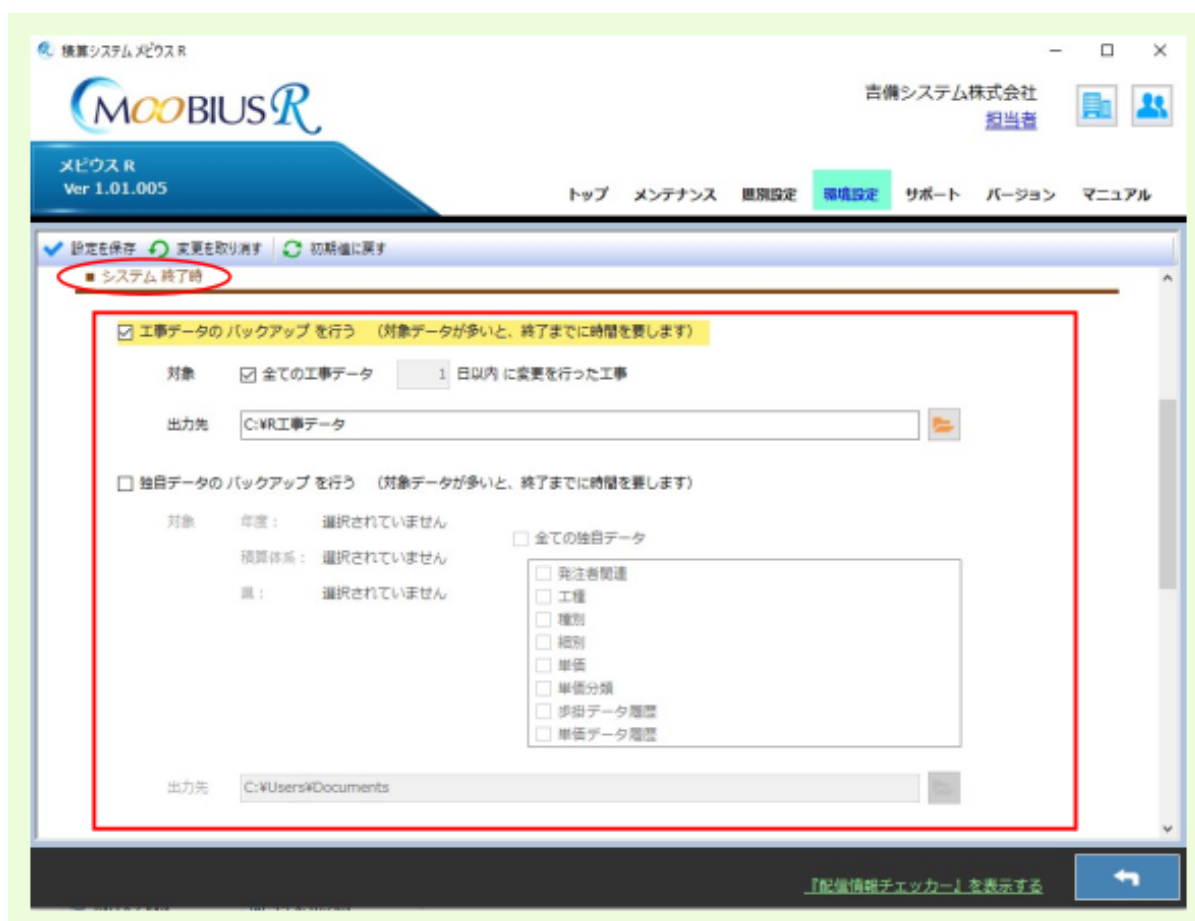 積算システム メビウス R
MOOBIUS R
吉備システム株式会社
担当者
メビウス R
Ver 1.01.005
トップ メンテナンス 県別設定 環境設定 サポート バージョン マニュアル
設定を保存 変更を取り消す 初期値に戻す
■ システム 終了時
工事データの バックアップ を行う （対象データが多いと、終了までに時間を要します）
対象 全ての工事データ 1 日以内 に変更を行った工事
出力先 C:¥R工事データ
独自データの バックアップ を行う （対象データが多いと、終了までに時間を要します）
対象 年度： 選択されていません
全ての独自データ
積算体系： 選択されていません
県： 選択されていません
発注者関連
工種
種別
細別
単価
単価分類
歩掛データ履歴
単価データ履歴
出力先 C:¥Users¥Documents
『配信情報チェッカー』を表示する